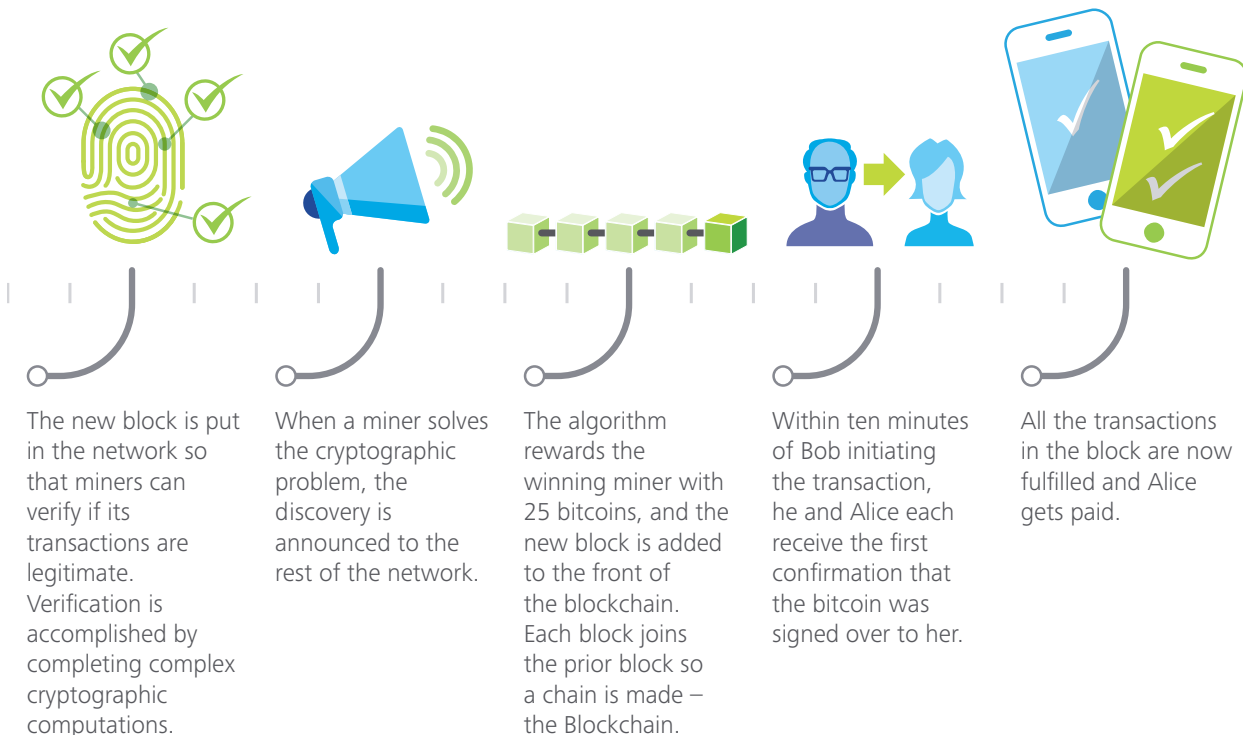 The new block is put
in the network so
that miners can
verify if its
transactions are
legitimate.
Verification is
accomplished by
completing complex
cryptographic
computations.
When a miner solves
the cryptographic
problem, the
discovery is
announced to the
rest of the network.
The algorithm
rewards the
winning miner with
25 bitcoins, and the
new block is added
to the front of
the blockchain.
Each block joins
the prior block so
a chain is made –
the Blockchain.
Within ten minutes
of Bob initiating
the transaction,
he and Alice each
receive the first
confirmation that
the bitcoin was
signed over to her.
All the transactions
in the block are now
fulfilled and Alice
gets paid.